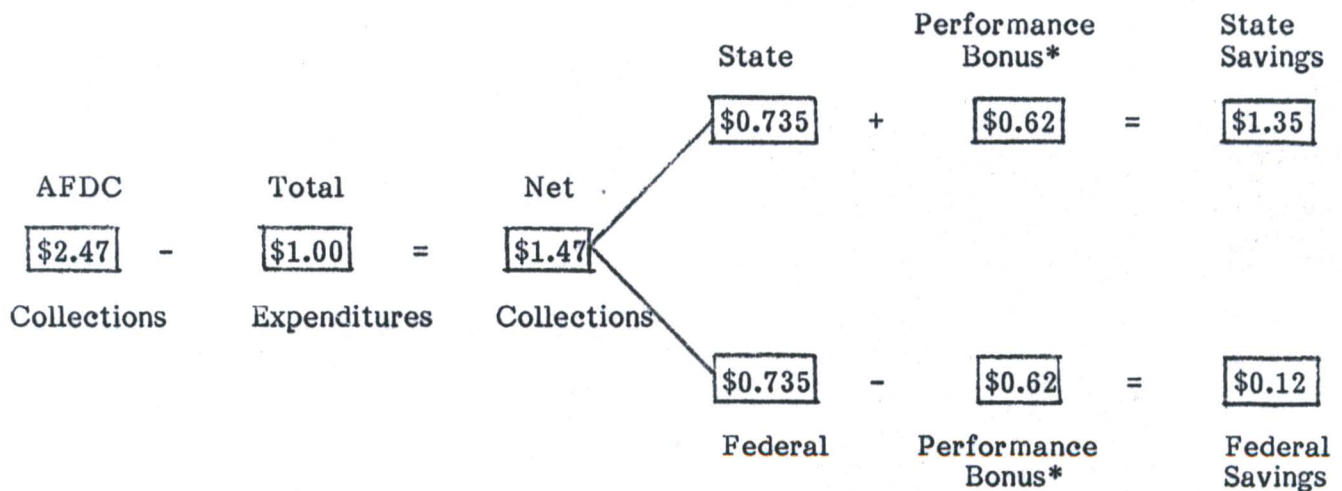 State Performance Bonus* State Savings
$0.735 + $0.62 = $1.35
AFDC Total Net
$2.47 - $1.00 = $1.47
Collections Expenditures Collections
$0.735 - $0.62 = $0.12
Federal Performance Bonus* Federal Savings